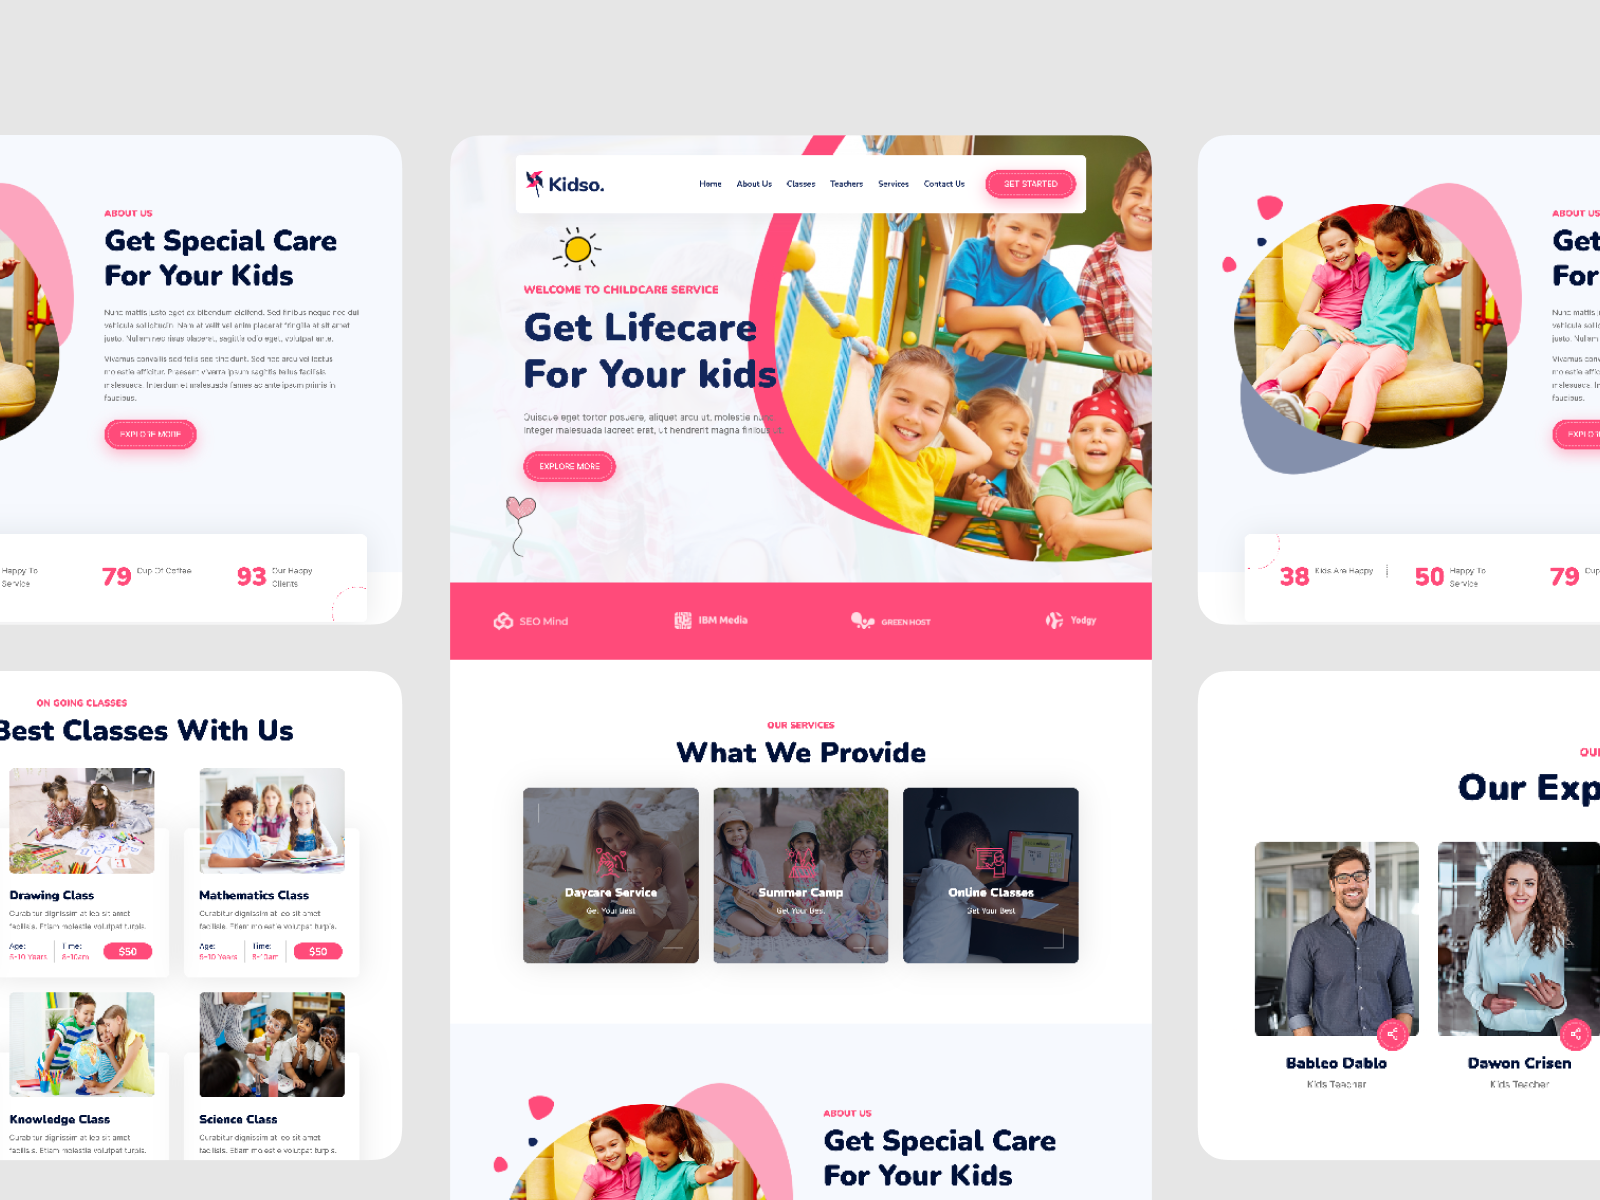 ABOUT US
Get Special Care
For Your Kids
Nunc mattis justo eget ex bibendum eleifend. Sed finibus neque nec dui
vehicula sollicitudin. Nam at velit vel enim placerat fringilla at sit amet
justo. Nullam nec risus placerat, sagittis odio eget, volutpat ante.
Vivamus convallis sed felis sed tincidunt. Sed nec arcu vel lectus
molestie efficitur. Praesent viverra ipsum sagittis tellus facilisis
malesuada. Interdum et malesuada fames ac ante ipsum primis in
faucibus.
EXPLORE MORE
Happy To
Service
79 Cup Of Coffee
93 Our Happy
Clients
ON GOING CLASSES
Best Classes With Us
Drawing Class
Curabitur dignissim at leo sit amet
facilisis. Etiam molestie volutpat turpis.
Age:
6-10 Years
Time:
8-10am
$50
Mathematics Class
Curabitur dignissim at leo sit amet
facilisis. Etiam molestie volutpat turpis.
Age:
6-10 Years
Time:
8-10am
$50
Knowledge Class
Curabitur dignissim at leo sit amet
facilisis. Etiam molestie volutpat turpis.
Science Class
Curabitur dignissim at leo sit amet
facilisis. Etiam molestie volutpat turpis.
Kidso.
Home
About Us
Classes
Teachers
Services
Contact Us
GET STARTED
WELCOME TO CHILDCARE SERVICE
Get Lifecare
For Your kids
Quisque eget tortor posuere, aliquet arcu ut, molestie nunc.
Integer malesuada laoreet erat, ut hendrerit magna finibus ut.
EXPLORE MORE
SEO Mind
IBM Media
GREENHOST
Yodgy
OUR SERVICES
What We Provide
Daycare Service
Get Your Best
Summer Camp
Get Your Best
Online Classes
Get Your Best
ABOUT US
Get Special Care
For Your Kids
ABOUT US
Get
For
Nunc mattis
vehicula
justo. Nullam
Vivamus
molestie
malesuada. In
faucibus.
38 Kids Are Happy
50 Happy To
Service
79 Cup
OUR
Our Exp
Bableo Dablo
Kids Teacher
Dawon Crisen
Kids Teacher